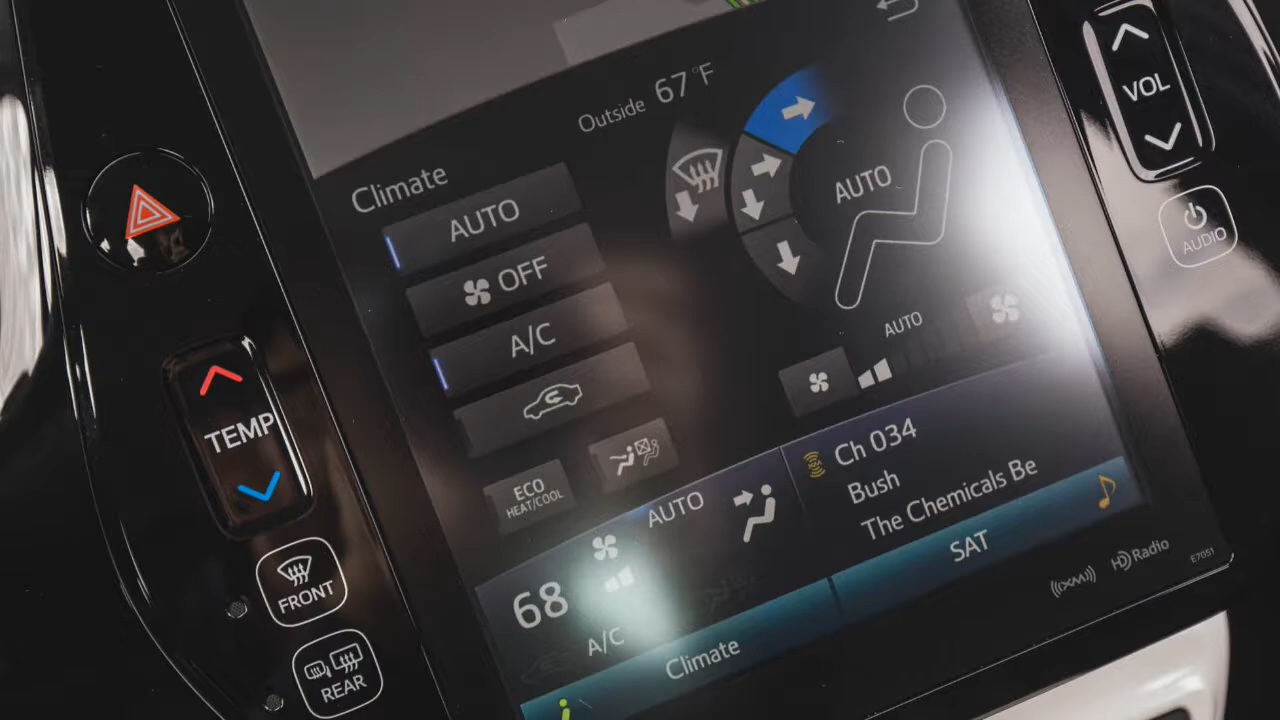 Outside 67°F
Climate
AUTO
OFF
A/C
ECO
HEAT/COOL
AUTO
AUTO
AUTO
68
A/C
Climate
Ch 034
Bush
The Chemicals Be
SAT
((XM))
HD Radio
E7051
VOL
AUDIO
TEMP
FRONT
REAR